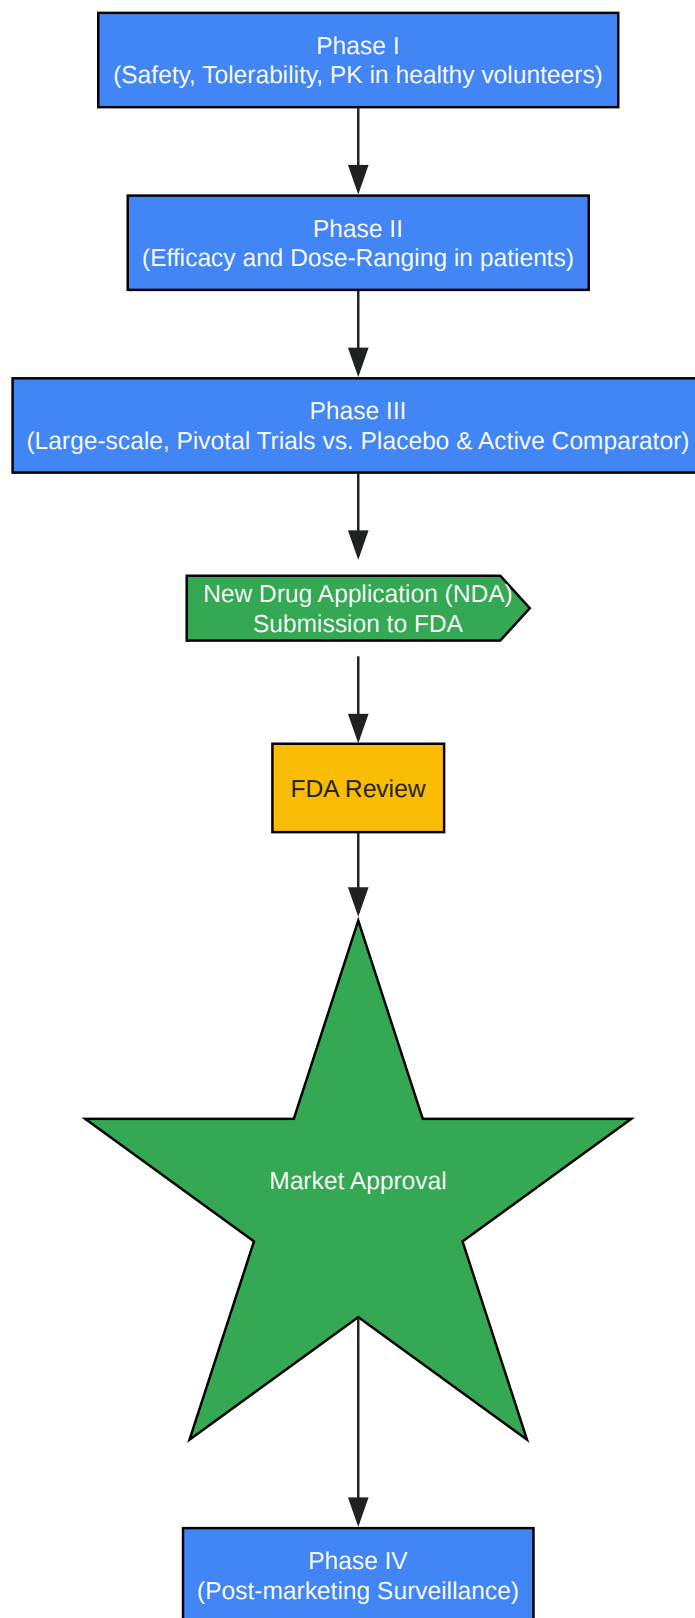 Phase I
(Safety, Tolerability, PK in healthy volunteers)
Phase II
(Efficacy and Dose-Ranging in patients)
Phase III
(Large-scale, Pivotal Trials vs. Placebo & Active Comparator)
New Drug Application (NDA)
Submission to FDA
FDA Review
Market Approval
Phase IV
(Post-marketing Surveillance)